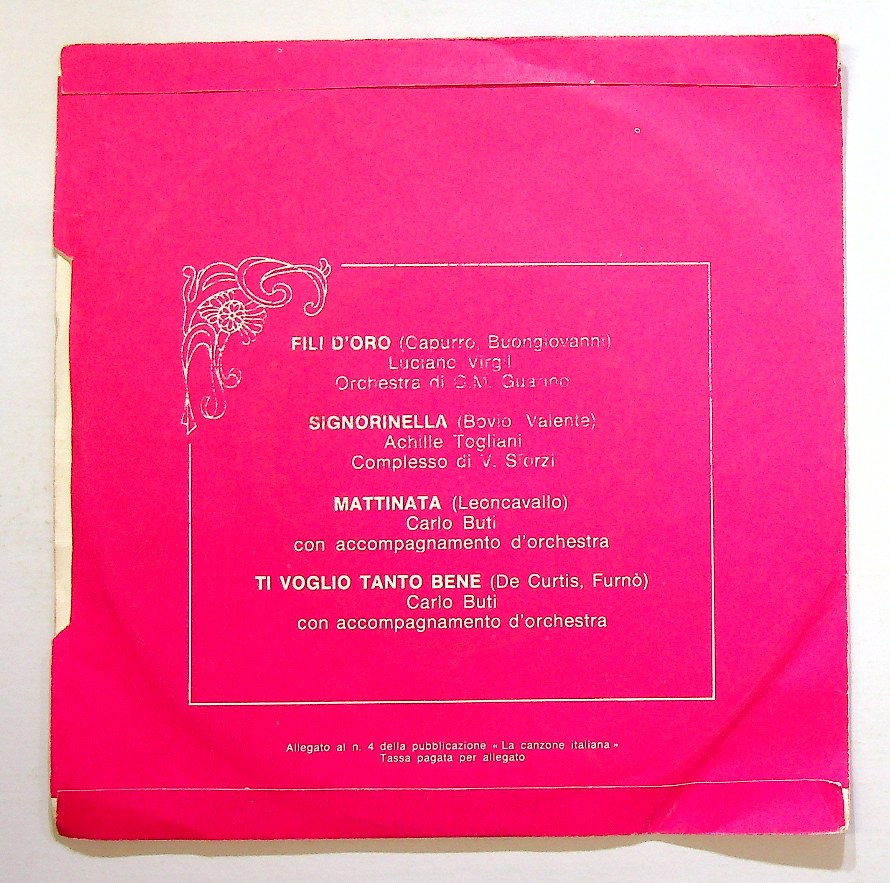 FILI D'ORO (Capurro, Buongiovanni)
Luciano Virgili
Orchestra di G.M. Guarino
SIGNORINELLA (Bovio Valente)
Achille Togliani
Complesso di V. Sforzi
MATTINATA (Leoncavallo)
Carlo Buti
con accompagnamento d'orchestra
TI VOGLIO TANTO BENE (De Curtis, Furnò)
Carlo Buti
con accompagnamento d'orchestra
Allegato al n. 4 della pubblicazione « La canzone italiana »
Tassa pagata per allegato